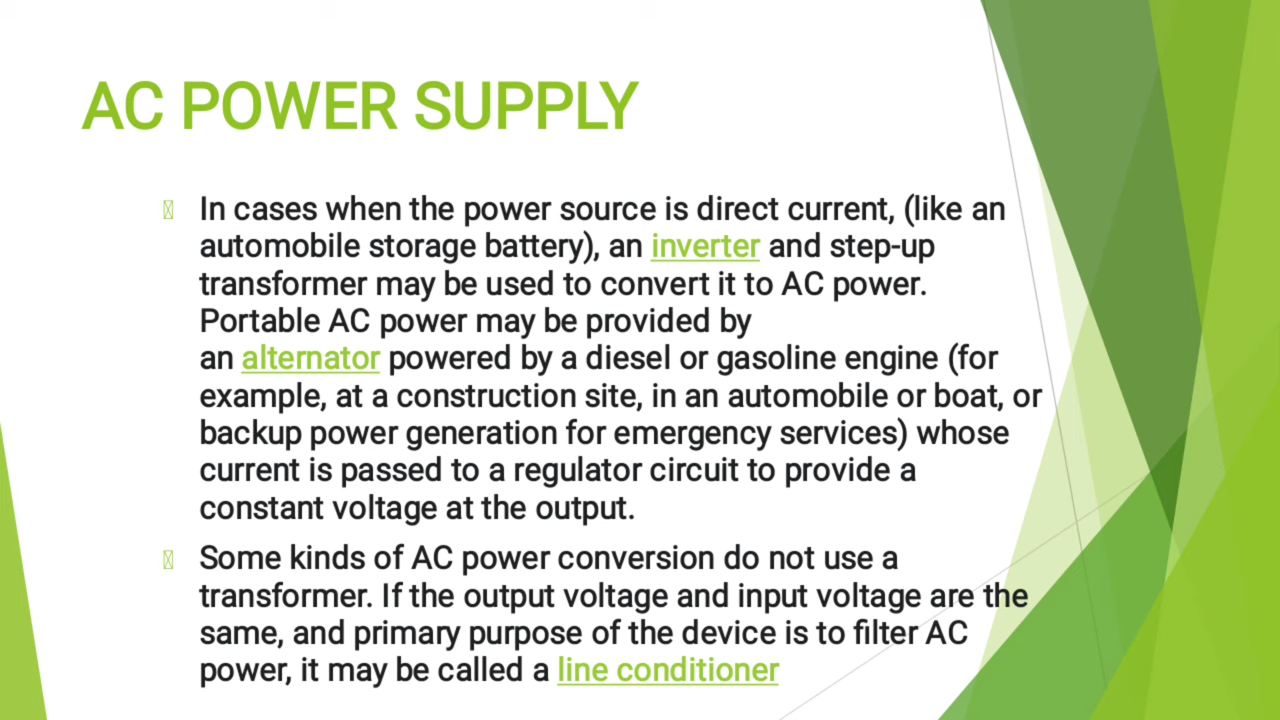 AC POWER SUPPLY
In cases when the power source is direct current, (like an
automobile storage battery), an inverter and step-up
transformer may be used to convert it to AC power.
Portable AC power may be provided by
an alternator powered by a diesel or gasoline engine (for
example, at a construction site, in an automobile or boat, or
backup power generation for emergency services) whose
current is passed to a regulator circuit to provide a
constant voltage at the output.
Some kinds of AC power conversion do not use a
transformer. If the output voltage and input voltage are the
same, and primary purpose of the device is to filter AC
power, it may be called a line conditioner